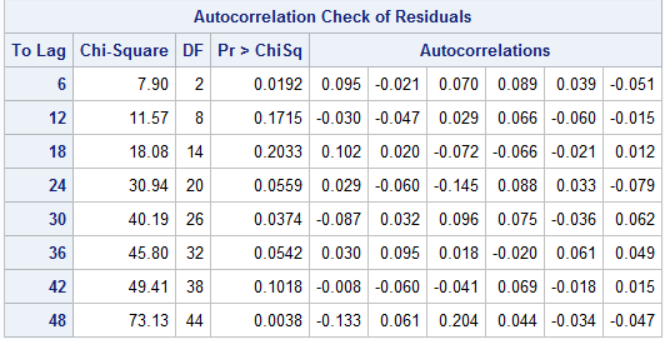 Autocorrelation Check of Residuals
To Lag Chi-Square DF Pr > ChiSq Autocorrelations
6 7.90 2 0.0192 0.095 -0.021 0.070 0.089 0.039 -0.051
12 11.57 8 0.1715 -0.030 -0.047 0.029 0.066 -0.060 -0.015
18 18.08 14 0.2033 0.102 0.020 -0.072 -0.066 -0.021 0.012
24 30.94 20 0.0559 0.029 -0.060 -0.145 0.088 0.033 -0.079
30 40.19 26 0.0374 -0.087 0.032 0.096 0.075 -0.036 0.062
36 45.80 32 0.0542 0.030 0.095 0.018 -0.020 0.061 0.049
42 49.41 38 0.1018 -0.008 -0.060 -0.041 0.069 -0.018 0.015
48 73.13 44 0.0038 -0.133 0.061 0.204 0.044 -0.034 -0.047